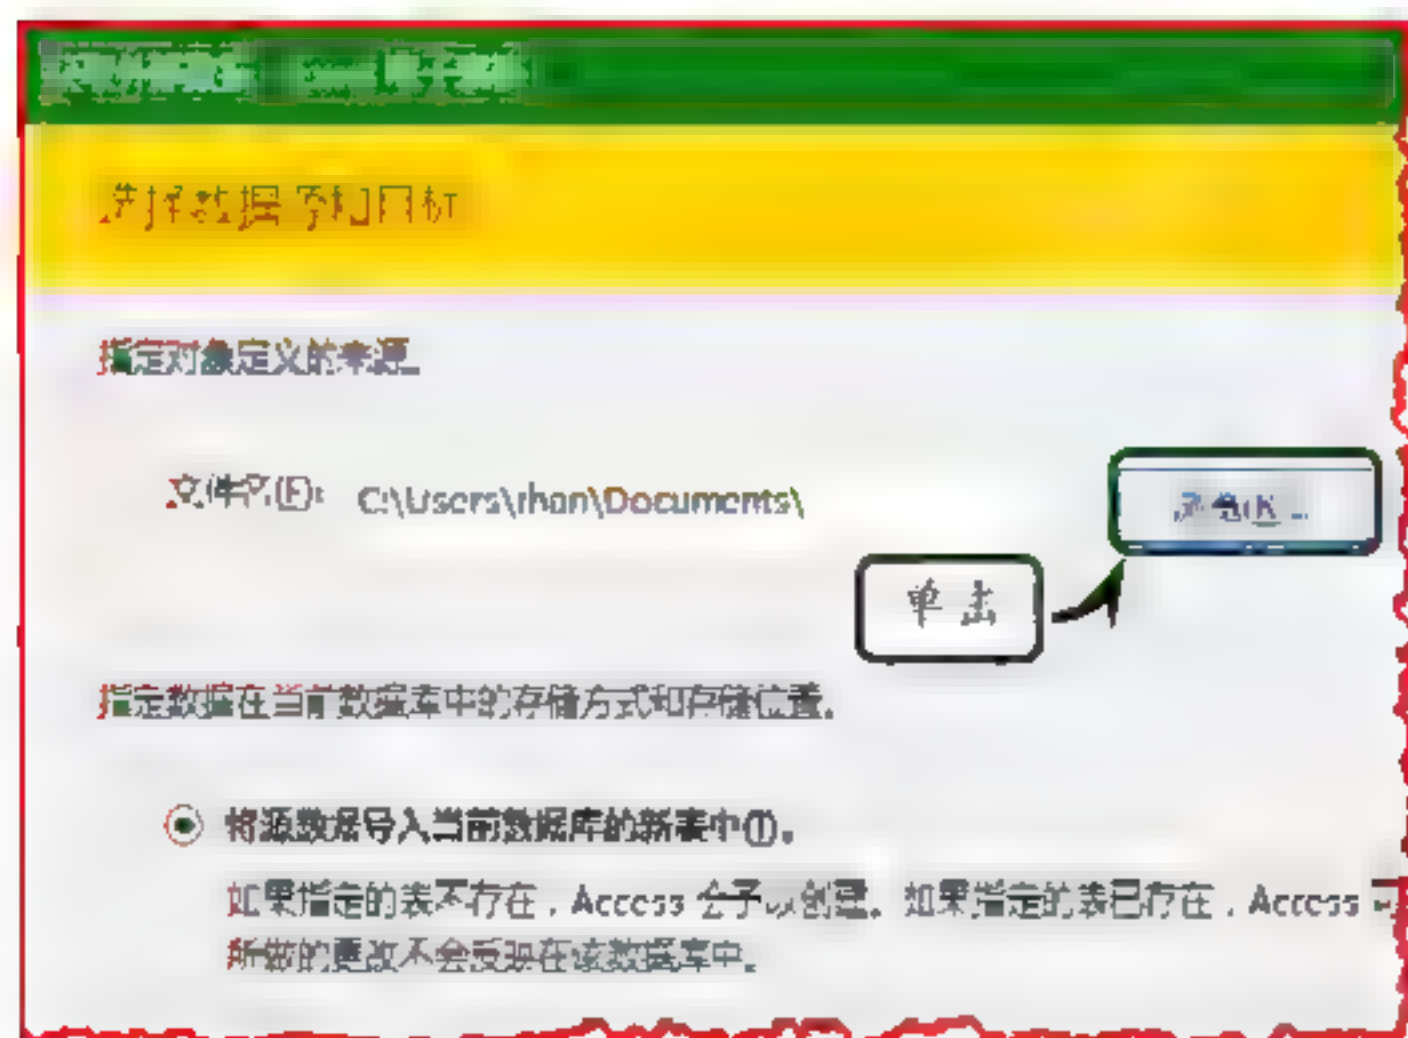 选择数据源和目标
指定对象定义的来源。
文件名(F): C:\Users\rhan\Documents\
浏览(R)...
单击
指定数据在当前数据库中的存储方式和存储位置。
将源数据导入当前数据库的新表中(I)。
如果指定的表不存在，Access 会予以创建。如果指定的表已存在，Access 可
所做的更改不会反映在该数据库中。